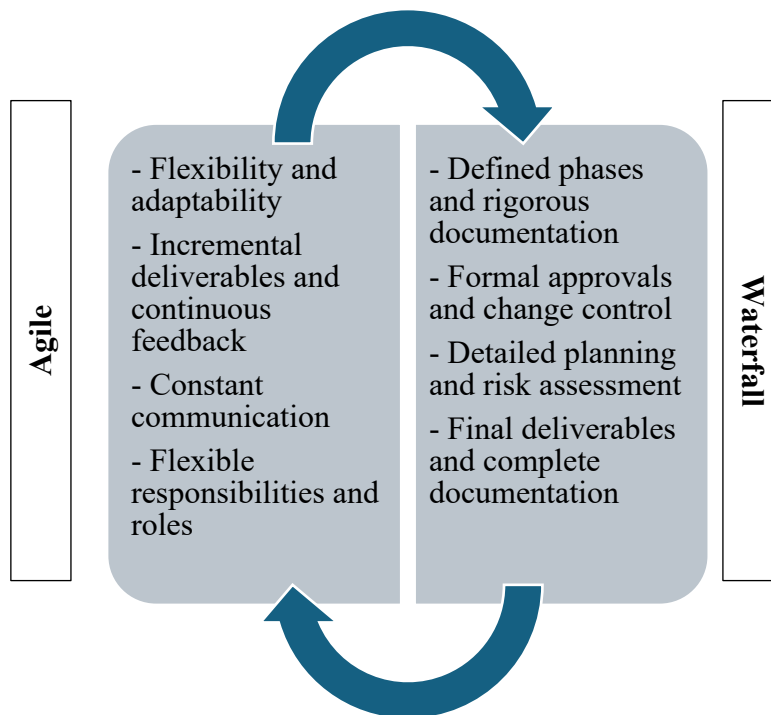 Agile
- Flexibility and
adaptability
- Incremental
deliverables and
continuous
feedback
- Constant
communication
- Flexible
responsibilities and
roles
- Defined phases
and rigorous
documentation
- Formal approvals
and change control
- Detailed planning
and risk assessment
- Final deliverables
and complete
documentation
Waterfall